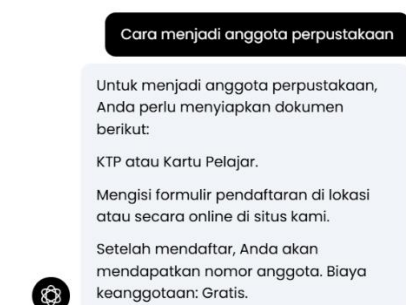 Cara menjadi anggota perpustakaan
Untuk menjadi anggota perpustakaan,
Anda perlu menyiapkan dokumen
berikut:
KTP atau Kartu Pelajar.
Mengisi formulir pendaftaran di lokasi
atau secara online di situs kami.
Setelah mendaftar, Anda akan
mendapatkan nomor anggota. Biaya
keanggotaan: Gratis.